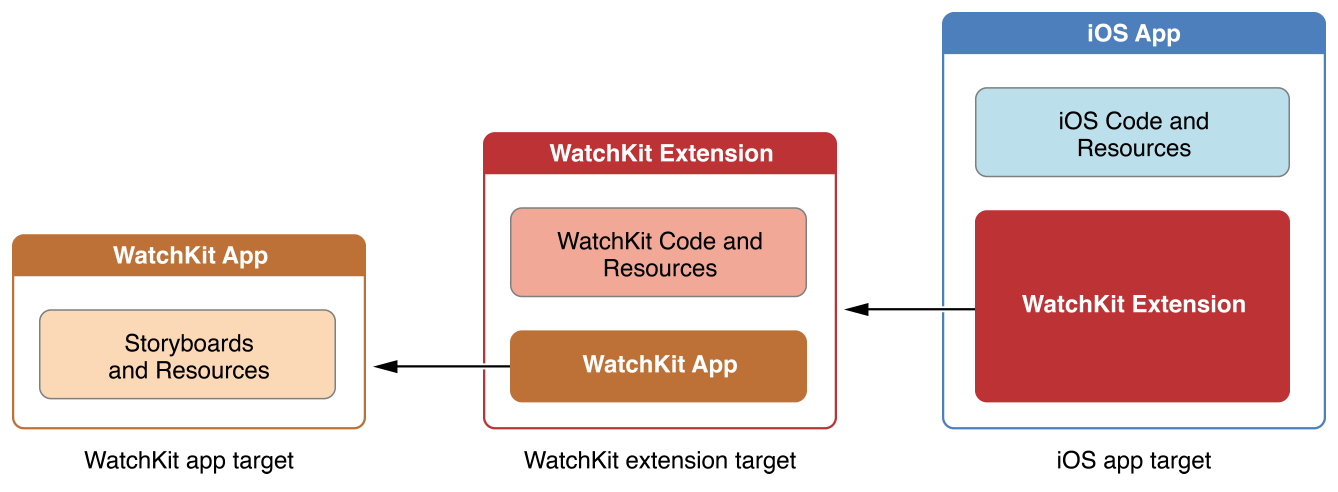 WatchKit App
Storyboards
and Resources
WatchKit app target
WatchKit Extension
WatchKit Code and
Resources
WatchKit App
WatchKit extension target
iOS App
iOS Code and
Resources
WatchKit Extension
iOS app target